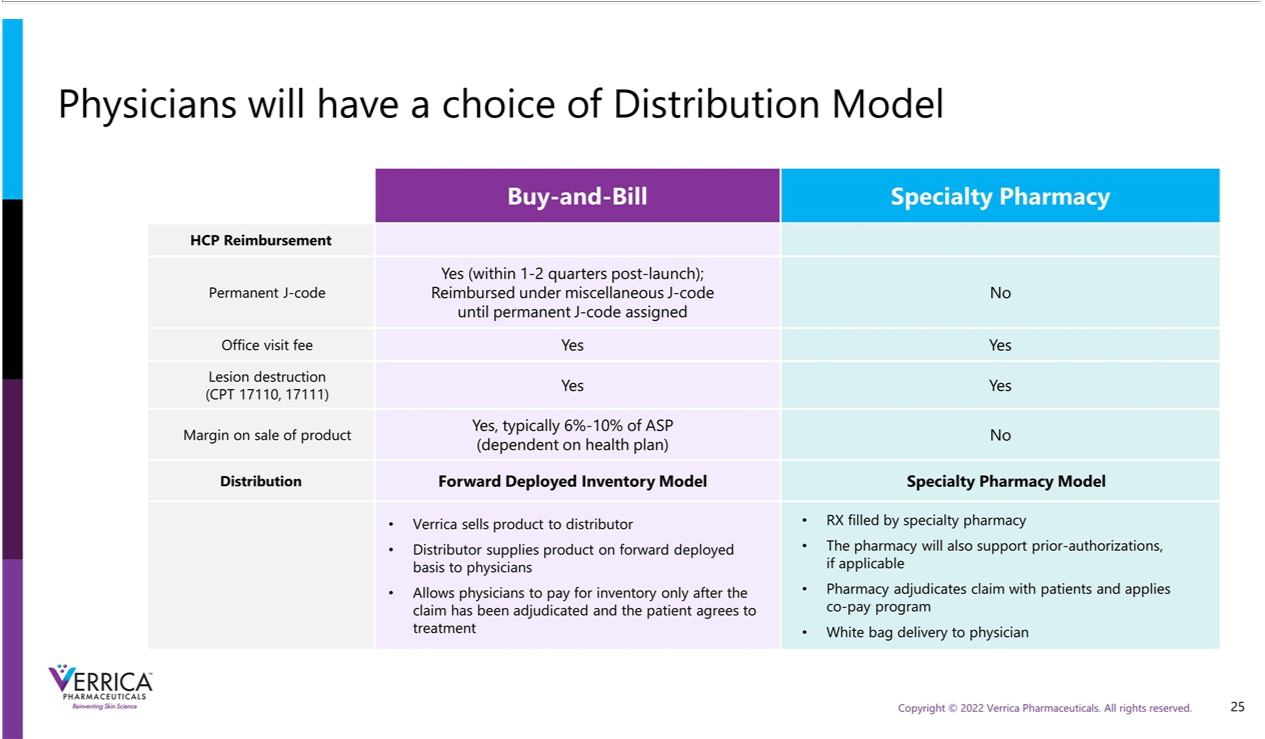 Physicians will have a choice of Distribution Model
Buy-and-Bill
Specialty Pharmacy
HCP Reimbursement
Permanent J-code
Yes (within 1-2 quarters post-launch);
Reimbursed under miscellaneous J-code
until permanent J-code assigned
No
Office visit fee
Yes
Yes
Lesion destruction
(CPT 17110, 17111)
Yes
Yes
Margin on sale of product
Yes, typically 6%-10% of ASP
(dependent on health plan)
No
Distribution
Forward Deployed Inventory Model
Specialty Pharmacy Model
• Verrica sells product to distributor
• Distributor supplies product on forward deployed
basis to physicians
• Allows physicians to pay for inventory only after the
claim has been adjudicated and the patient agrees to
treatment
• RX filled by specialty pharmacy
• The pharmacy will also support prior-authorizations,
if applicable
• Pharmacy adjudicates claim with patients and applies
co-pay program
• White bag delivery to physician
VERRICA™
PHARMACEUTICALS
Reinventing Skin Science
Copyright © 2022 Verrica Pharmaceuticals. All rights reserved.
25